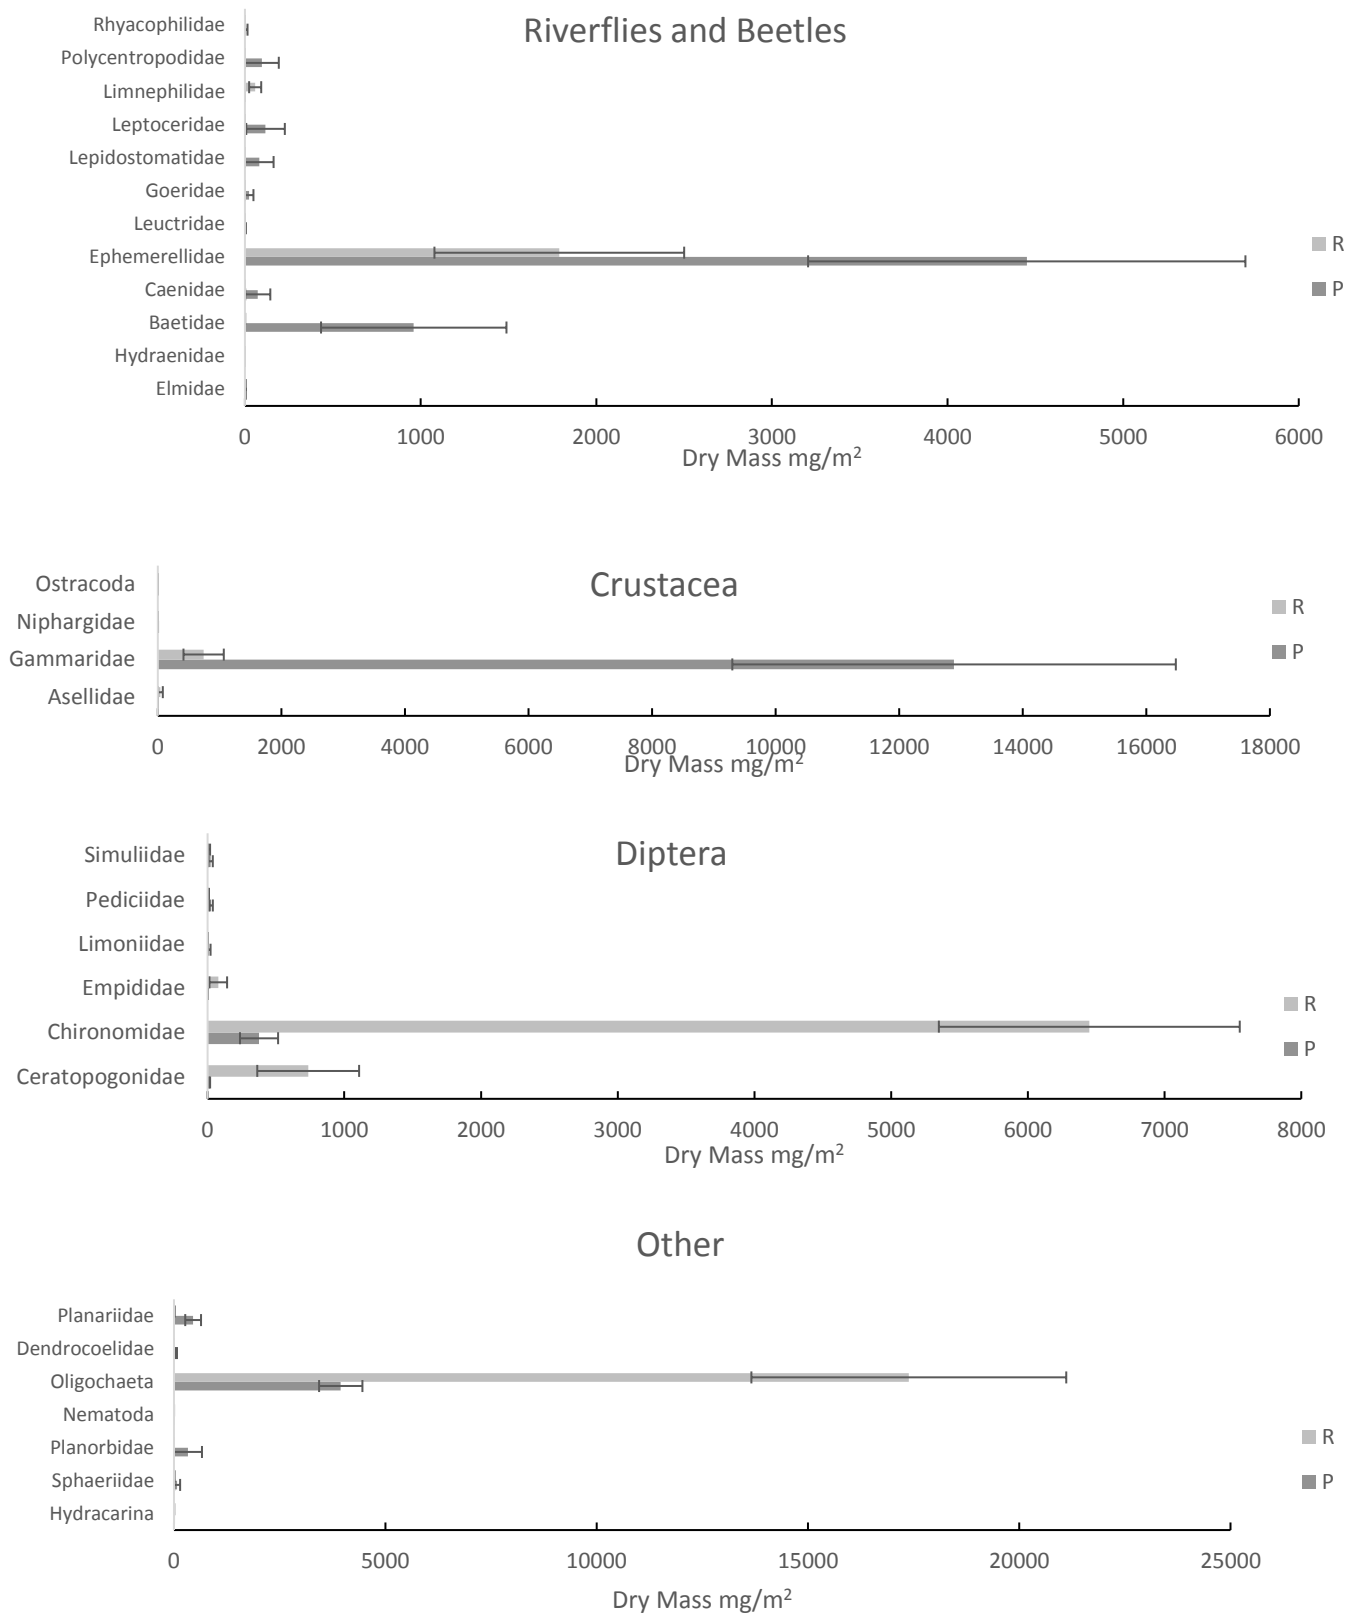 Riverflies and Beetles
Rhyacophilidae
Polycentropodidae
Limnephilidae
Leptoceridae
Lepidostomatidae
Goeridae
Leuctridae
Ephemerellidae
Caenidae
Baetidae
Hydraenidae
Elmidae
R
P
0 1000 2000 3000 4000 5000 6000
Dry Mass mg/m²
Crustacea
Ostracoda
Niphargidae
Gammaridae
Asellidae
R
P
0 2000 4000 6000 8000 10000 12000 14000 16000 18000
Dry Mass mg/m²
Diptera
Simuliidae
Pediciidae
Limoniidae
Empididae
Chironomidae
Ceratopogonidae
R
P
0 1000 2000 3000 4000 5000 6000 7000 8000
Dry Mass mg/m²
Other
Planariidae
Dendrocoelidae
Oligochaeta
Nematoda
Planorbidae
Sphaeriidae
Hydracarina
R
P
0 5000 10000 15000 20000 25000
Dry Mass mg/m²